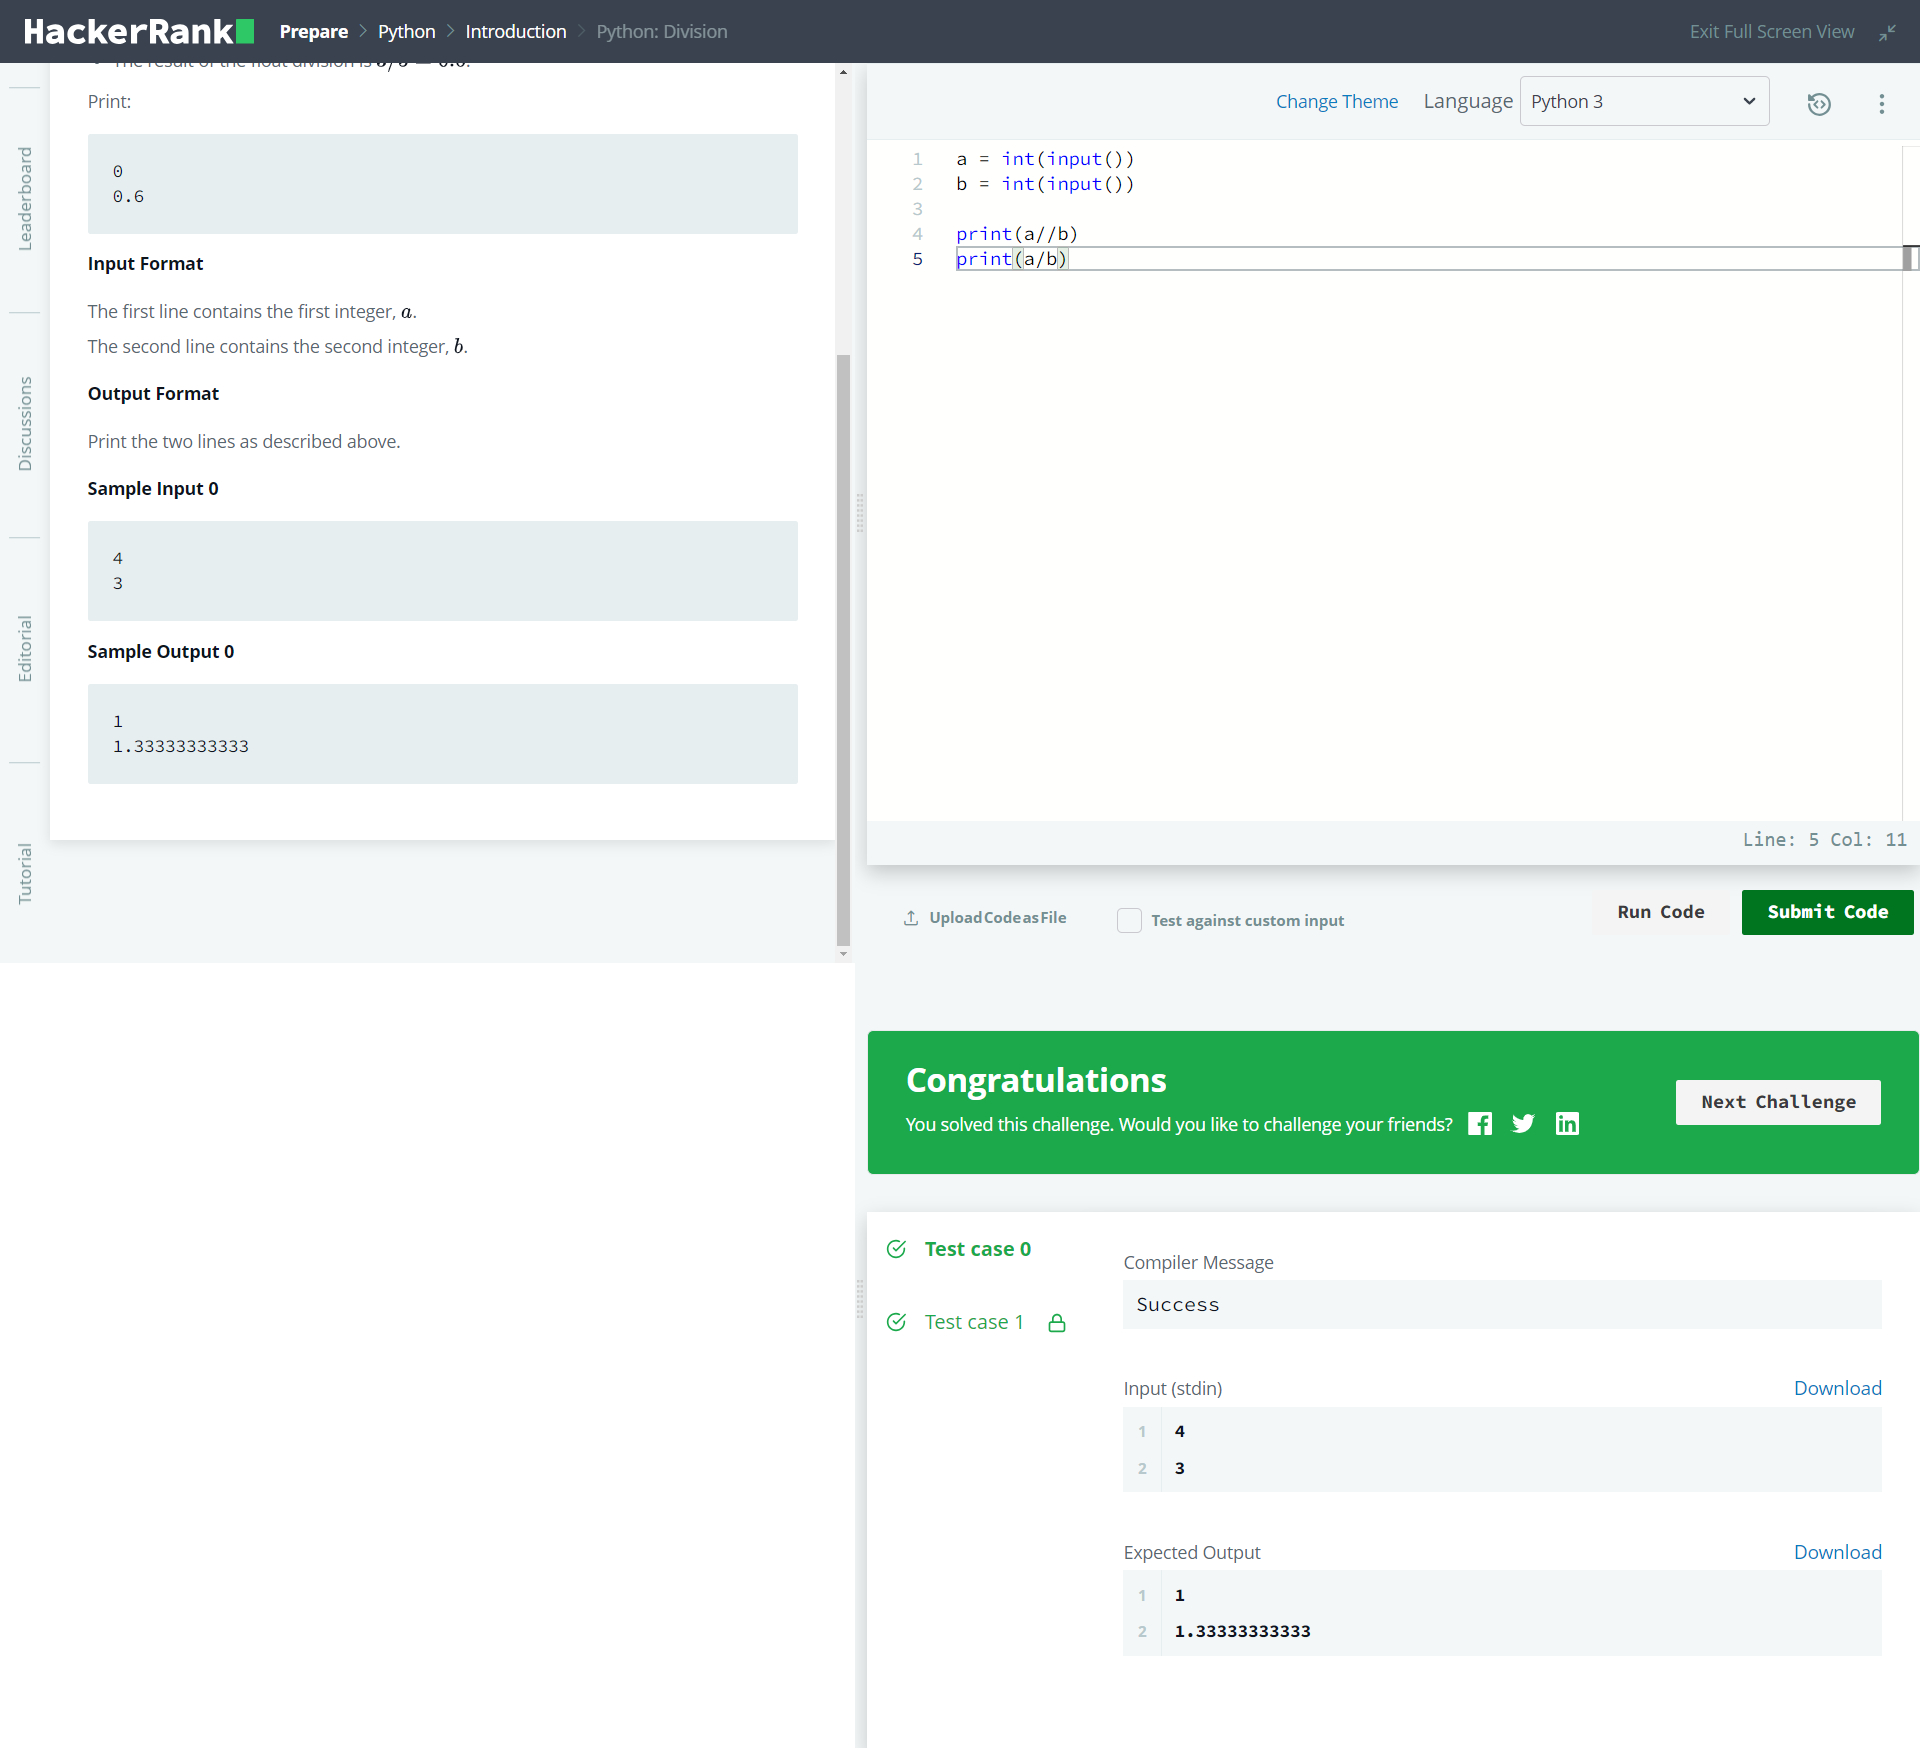 HackerRank
Prepare > Python > Introduction > Python: Division
Exit Full Screen View
Leaderboard
Discussions
Editorial
Tutorial
Print:
0
0.6
Input Format
The first line contains the first integer, a.
The second line contains the second integer, b.
Output Format
Print the two lines as described above.
Sample Input 0
4
3
Sample Output 0
1
1.33333333333
Change Theme
Language
Python 3
1 a = int(input())
2 b = int(input())
3
4 print(a//b)
5 print(a/b)
Line: 5 Col: 11
Upload Code as File
Test against custom input
Run Code
Submit Code
Congratulations
You solved this challenge. Would you like to challenge your friends?
Next Challenge
Test case 0
Test case 1
Compiler Message
Success
Input (stdin)
Download
1 4
2 3
Expected Output
Download
1 1
2 1.33333333333